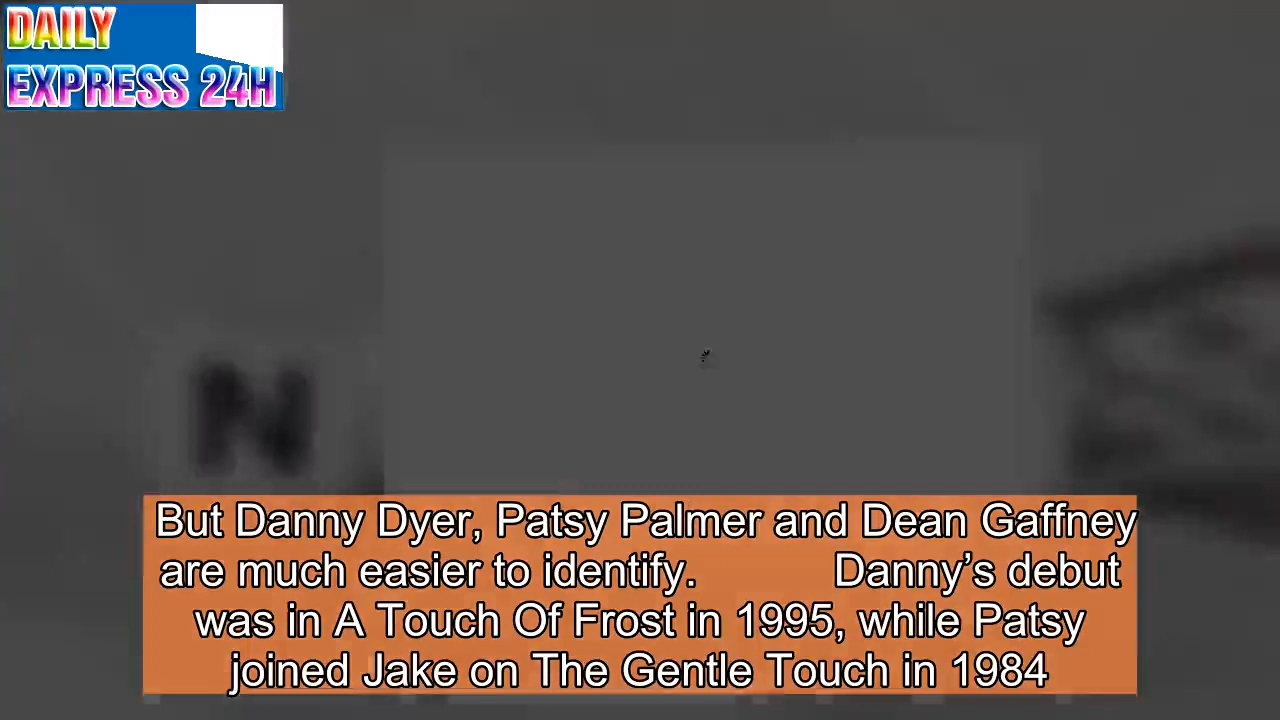 DAILY
EXPRESS 24H
N
But Danny Dyer, Patsy Palmer and Dean Gaffney
are much easier to identify. Danny’s debut
was in A Touch Of Frost in 1995, while Patsy
joined Jake on The Gentle Touch in 1984